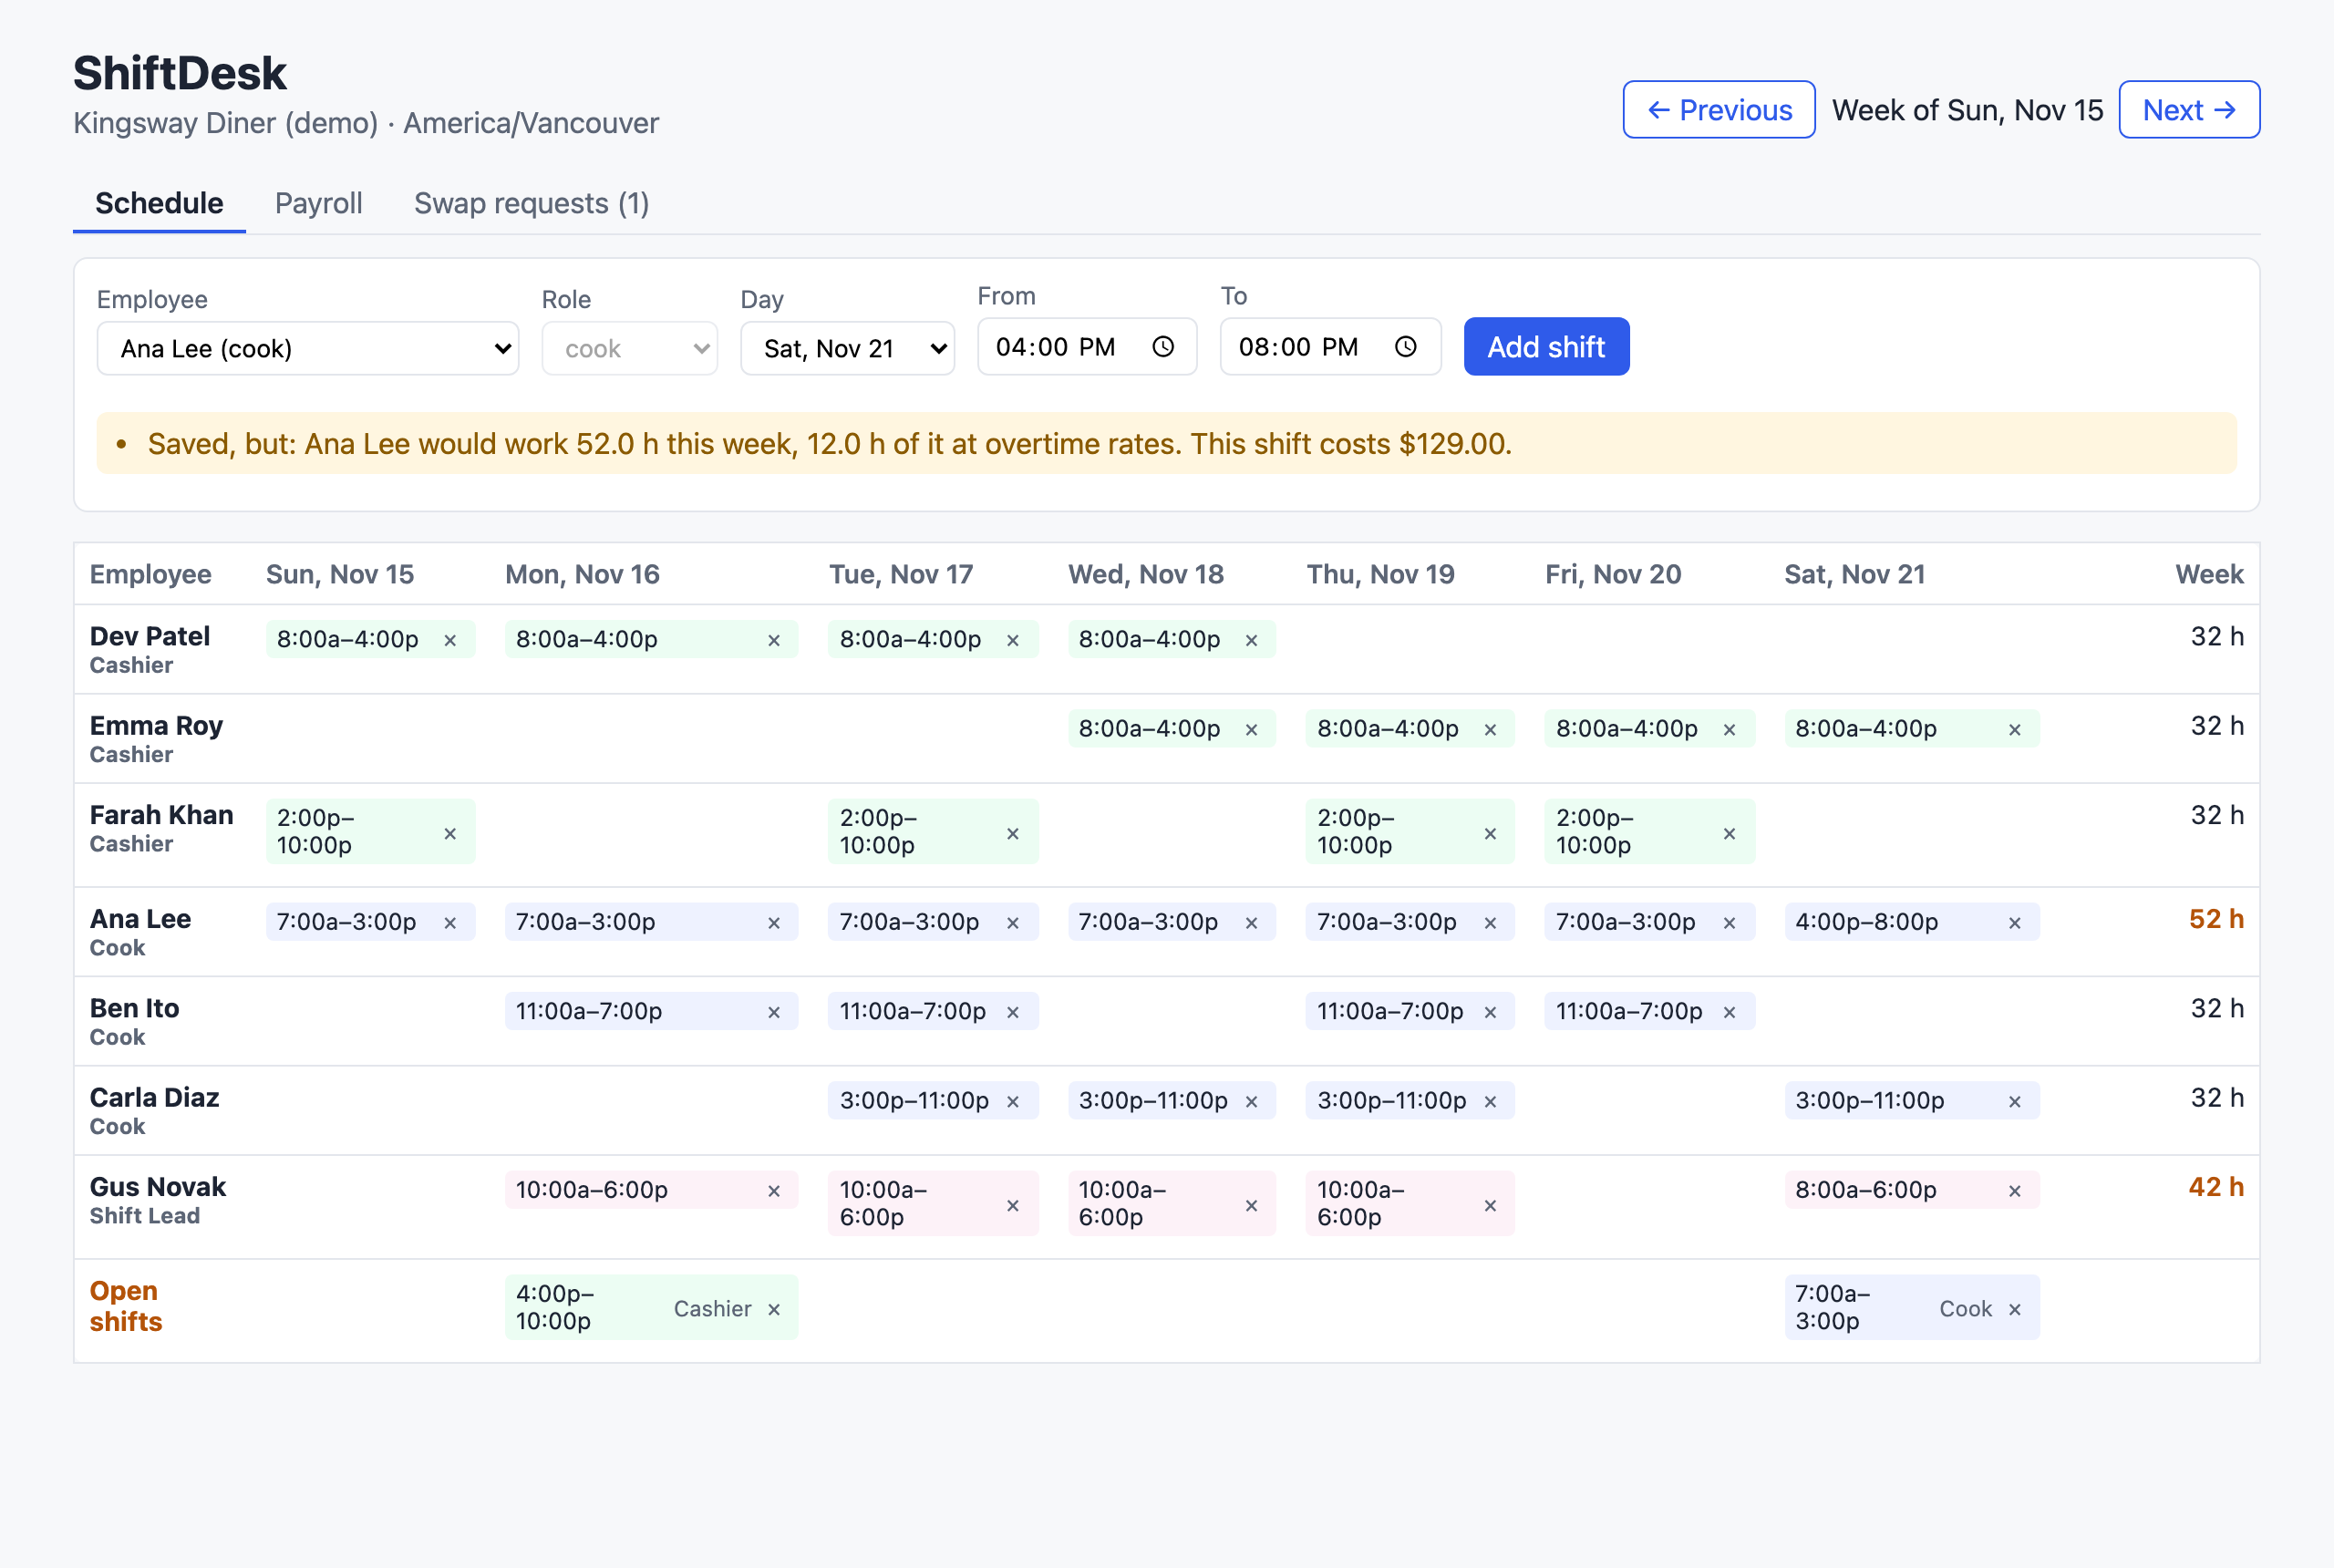 ShiftDesk
Kingsway Diner (demo) · America/Vancouver
← Previous Week of Sun, Nov 15 Next →
Schedule Payroll Swap requests (1)
Employee Role Day From To
Ana Lee (cook) cook Sat, Nov 21 04:00 PM 08:00 PM Add shift
• Saved, but: Ana Lee would work 52.0 h this week, 12.0 h of it at overtime rates. This shift costs $129.00.
Employee Sun, Nov 15 Mon, Nov 16 Tue, Nov 17 Wed, Nov 18 Thu, Nov 19 Fri, Nov 20 Sat, Nov 21 Week
Dev Patel 8:00a–4:00p × 8:00a–4:00p × 8:00a–4:00p × 8:00a–4:00p × 32 h
Cashier
Emma Roy 8:00a–4:00p × 8:00a–4:00p × 8:00a–4:00p × 8:00a–4:00p × 32 h
Cashier
Farah Khan 2:00p–10:00p × 2:00p–10:00p × 2:00p–10:00p × 2:00p–10:00p × 32 h
Cashier
Ana Lee 7:00a–3:00p × 7:00a–3:00p × 7:00a–3:00p × 7:00a–3:00p × 7:00a–3:00p × 7:00a–3:00p × 4:00p–8:00p × 52 h
Cook
Ben Ito 11:00a–7:00p × 11:00a–7:00p × 11:00a–7:00p × 11:00a–7:00p × 32 h
Cook
Carla Diaz 3:00p–11:00p × 3:00p–11:00p × 3:00p–11:00p × 3:00p–11:00p × 32 h
Cook
Gus Novak 10:00a–6:00p × 10:00a–6:00p × 10:00a–6:00p × 10:00a–6:00p × 8:00a–6:00p × 42 h
Shift Lead
Open shifts 4:00p–10:00p Cashier × 7:00a–3:00p Cook ×